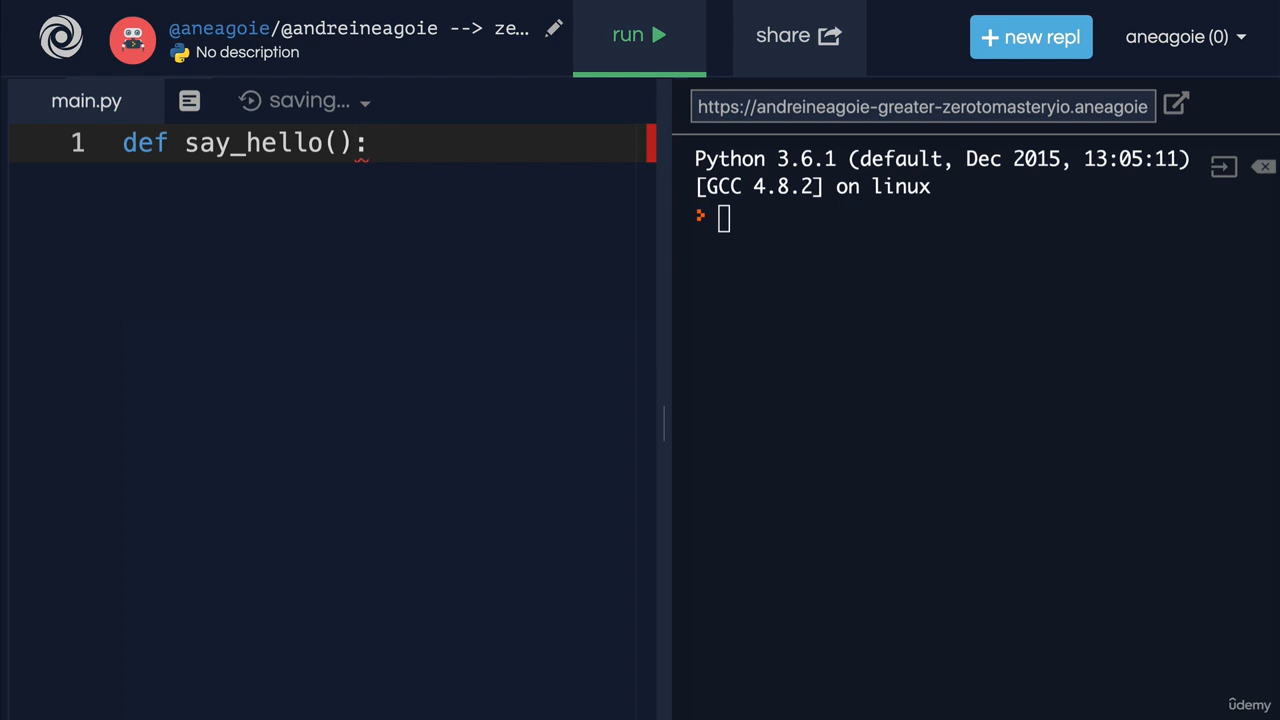 @aneagoie/@andreineagoie --> ze...
No description
run
share
+ new repl
aneagoie (0)
main.py
saving...
https://andreineagoie-greater-zerotomasteryio.aneagoie
1 def say_hello():
Python 3.6.1 (default, Dec 2015, 13:05:11)
[GCC 4.8.2] on linux
udemy